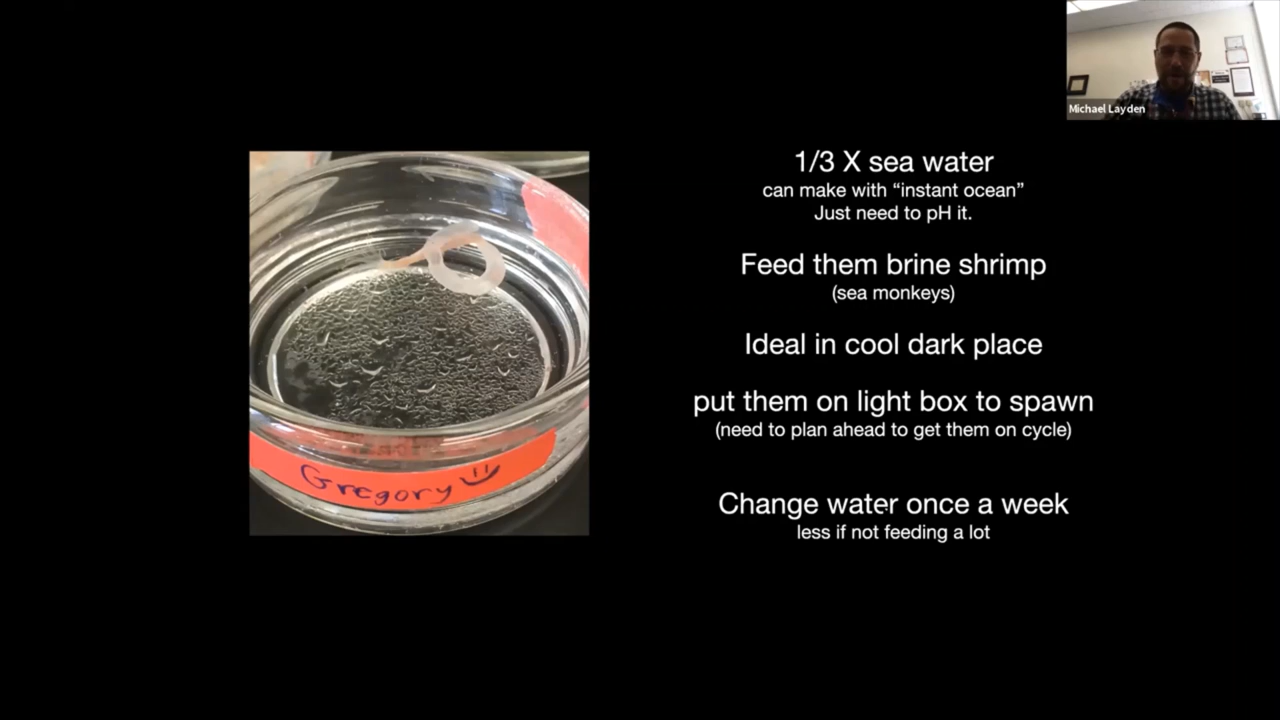 Michael Layden
1/3 X sea water
can make with “instant ocean”
Just need to pH it.
Feed them brine shrimp
(sea monkeys)
Ideal in cool dark place
put them on light box to spawn
(need to plan ahead to get them on cycle)
Change water once a week
less if not feeding a lot
Gregory